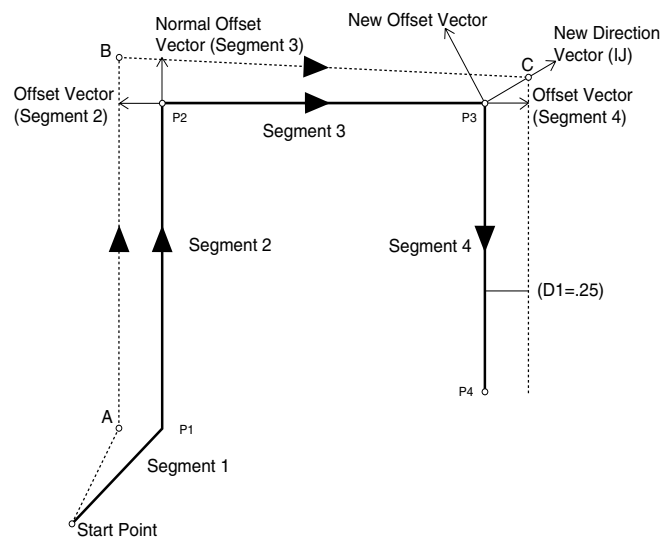 Normal Offset
Vector (Segment 3)
New Offset Vector
New Direction
Vector (IJ)
B
C
Offset Vector
(Segment 2)
P2
P3
Offset Vector
(Segment 4)
Segment 3
Segment 2
Segment 4
(D1=.25)
P4
A
P1
Segment 1
Start Point